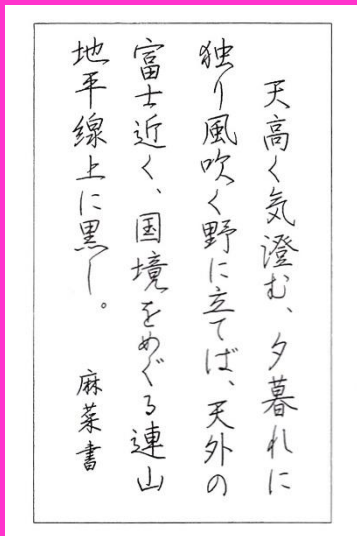 天高く気澄む、夕暮れに
独り風吹く野に立てば、天外の
富士近く、国境をめぐる連山
地平線上に黒し。
麻菜書